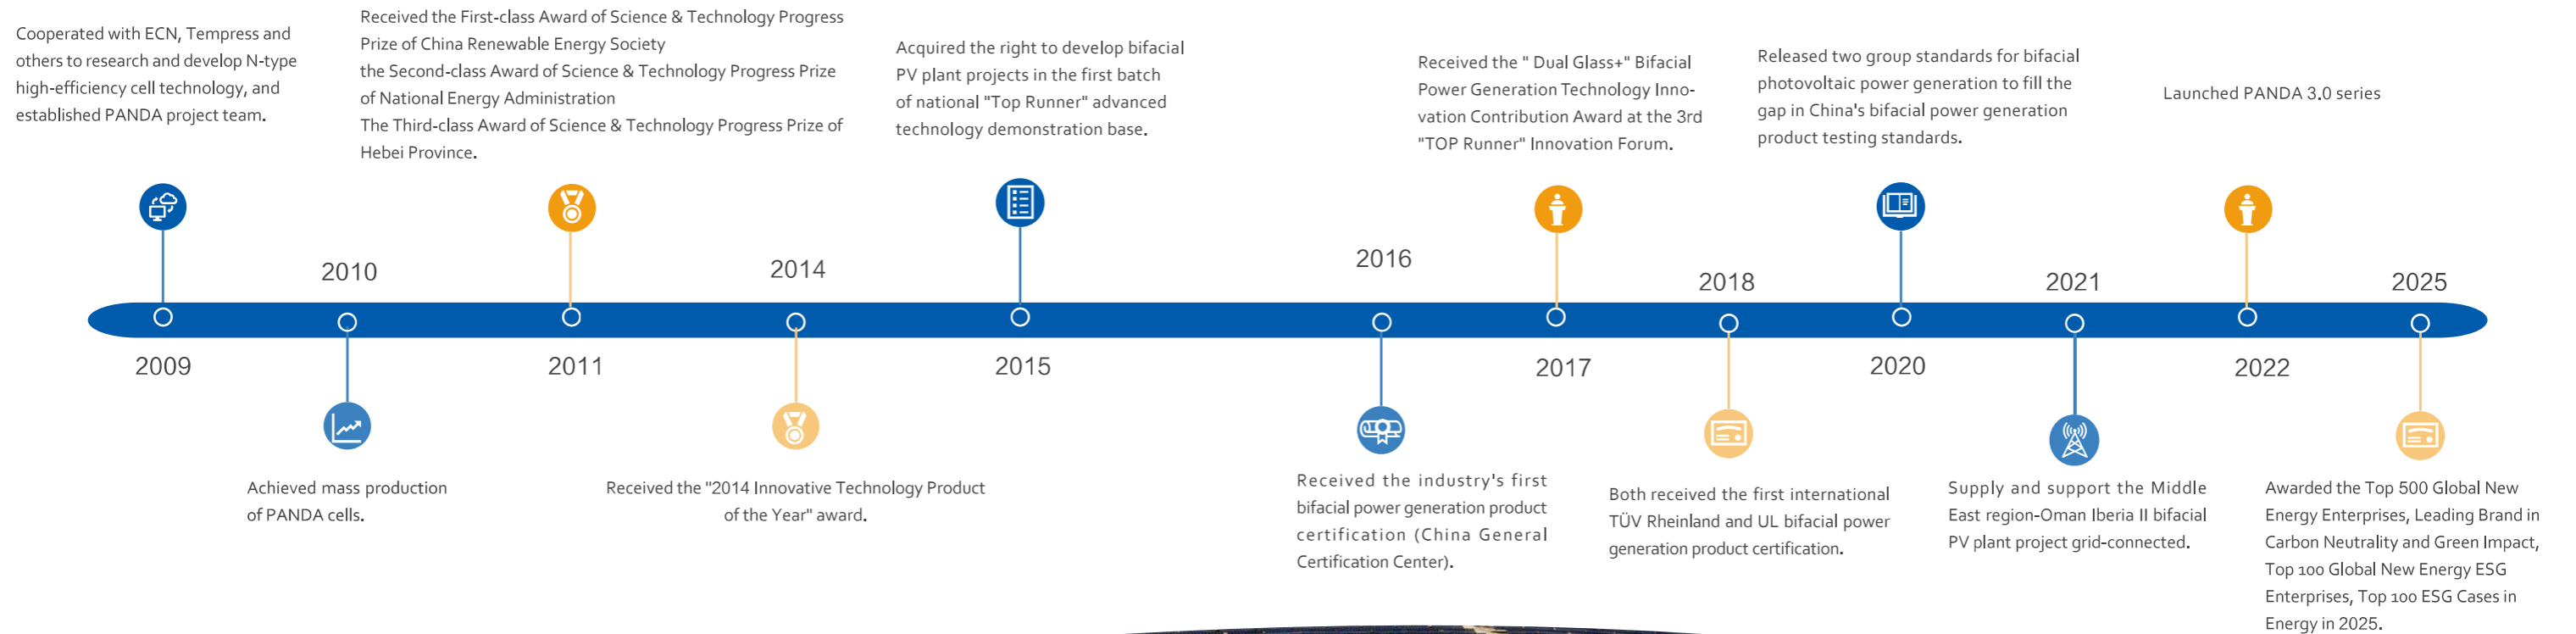 Cooperated with ECN, Tempress and
others to research and develop N-type
high-efficiency cell technology, and
established PANDA project team.
2009
2010
Achieved mass production
of PANDA cells.
Received the First-class Award of Science & Technology Progress
Prize of China Renewable Energy Society
the Second-class Award of Science & Technology Progress Prize
of National Energy Administration
The Third-class Award of Science & Technology Progress Prize of
Hebei Province.
2011
2014
Received the "2014 Innovative Technology Product
of the Year" award.
Acquired the right to develop bifacial
PV plant projects in the first batch
of national "Top Runner" advanced
technology demonstration base.
2015
2016
Received the industry's first
bifacial power generation product
certification (China General
Certification Center).
Received the " Dual Glass+" Bifacial
Power Generation Technology Inno-
vation Contribution Award at the 3rd
"TOP Runner" Innovation Forum.
2017
2018
Both received the first international
TÜV Rheinland and UL bifacial power
generation product certification.
Released two group standards for bifacial
photovoltaic power generation to fill the
gap in China's bifacial power generation
product testing standards.
2020
2021
Supply and support the Middle
East region-Oman Iberia II bifacial
PV plant project grid-connected.
Launched PANDA 3.0 series
2022
2025
Awarded the Top 500 Global New
Energy Enterprises, Leading Brand in
Carbon Neutrality and Green Impact,
Top 100 Global New Energy ESG
Enterprises, Top 100 ESG Cases in
Energy in 2025.